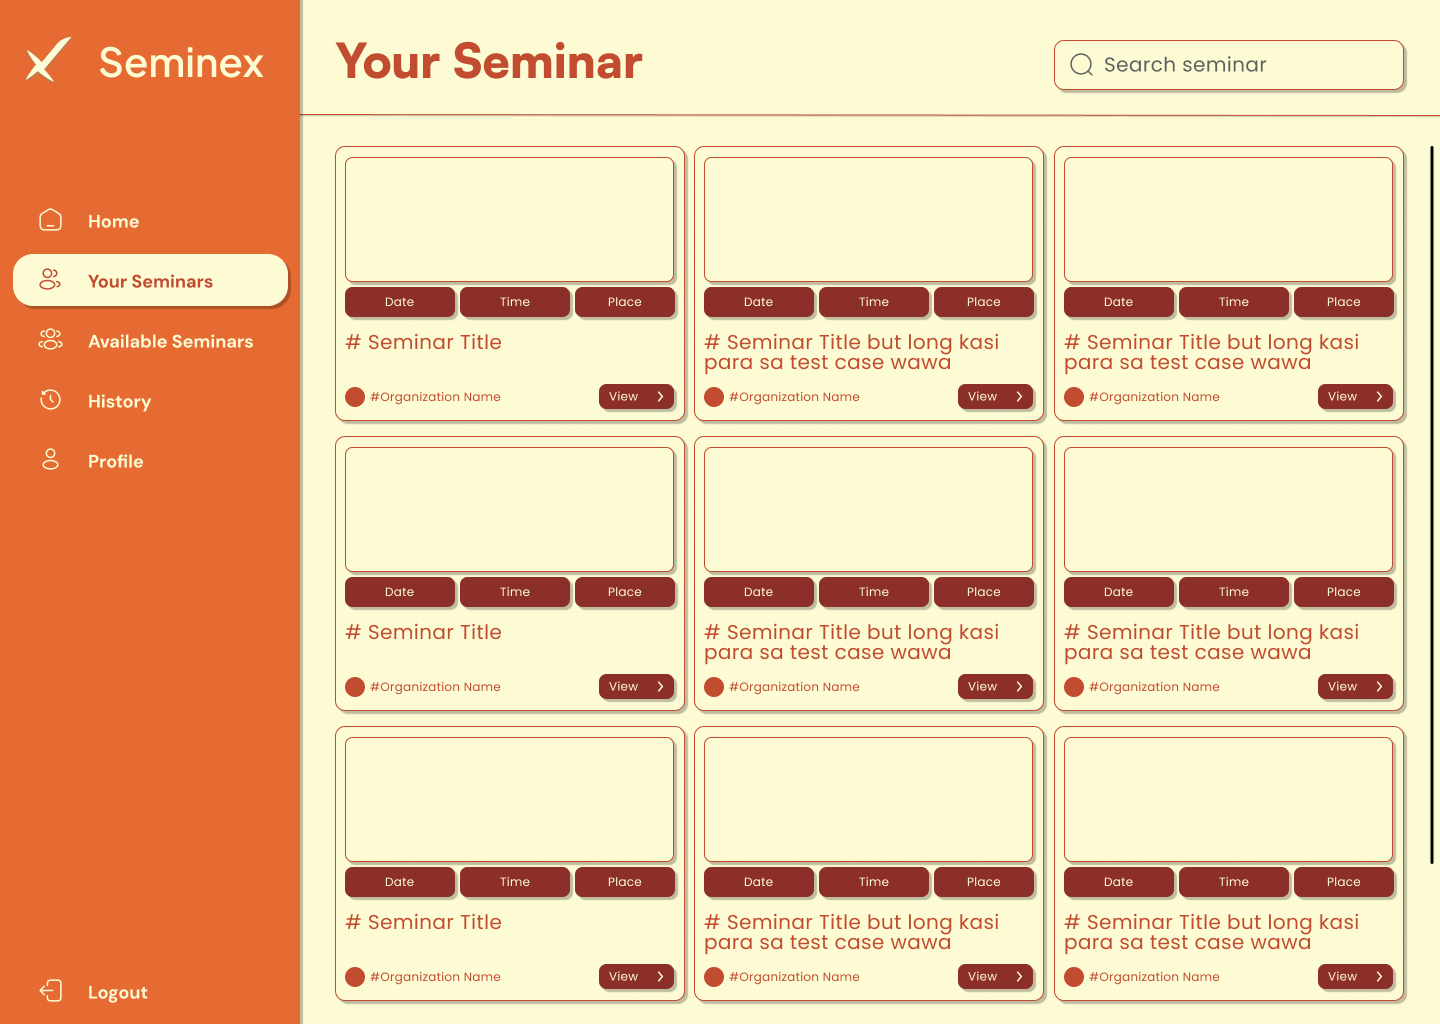 Seminex
Home
Your Seminars
Available Seminars
History
Profile
Logout
Your Seminar
Search seminar
Date Time Place
# Seminar Title
#Organization Name View
Date Time Place
# Seminar Title but long kasi
para sa test case wawa
#Organization Name View
Date Time Place
# Seminar Title but long kasi
para sa test case wawa
#Organization Name View
Date Time Place
# Seminar Title
#Organization Name View
Date Time Place
# Seminar Title but long kasi
para sa test case wawa
#Organization Name View
Date Time Place
# Seminar Title but long kasi
para sa test case wawa
#Organization Name View
Date Time Place
# Seminar Title
#Organization Name View
Date Time Place
# Seminar Title but long kasi
para sa test case wawa
#Organization Name View
Date Time Place
# Seminar Title but long kasi
para sa test case wawa
#Organization Name View